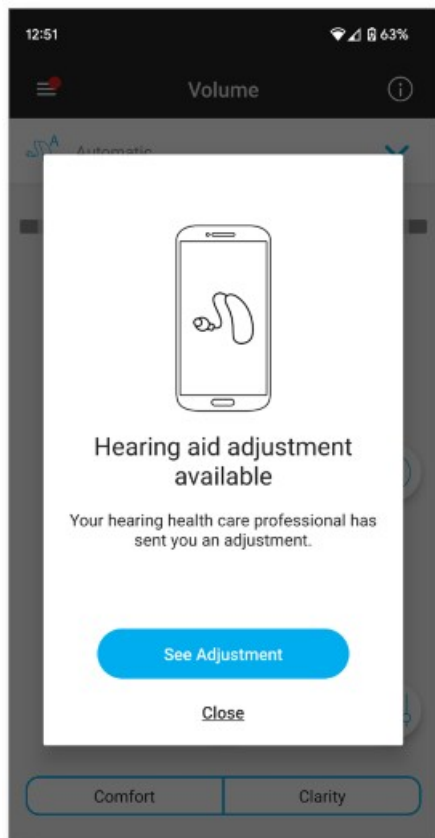 12:51
63%
Volume
Automatic
Hearing aid adjustment
available
Your hearing health care professional has
sent you an adjustment.
See Adjustment
Close
Comfort
Clarity